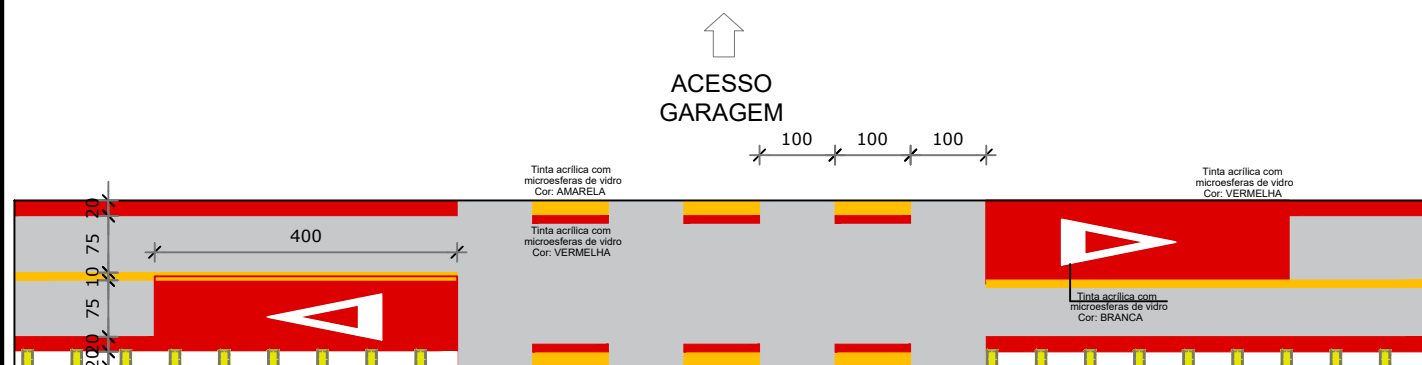 ACESSO
GARAGEM
100 100 100
Tinta acrílica com
microesferas de vidro
Cor: AMARELA
Tinta acrílica com
microesferas de vidro
Cor: VERMELHA
Tinta acrílica com
microesferas de vidro
Cor: VERMELHA
400
20
75
10
75
20
20
Tinta acrílica com
microesferas de vidro
Cor: BRANCA